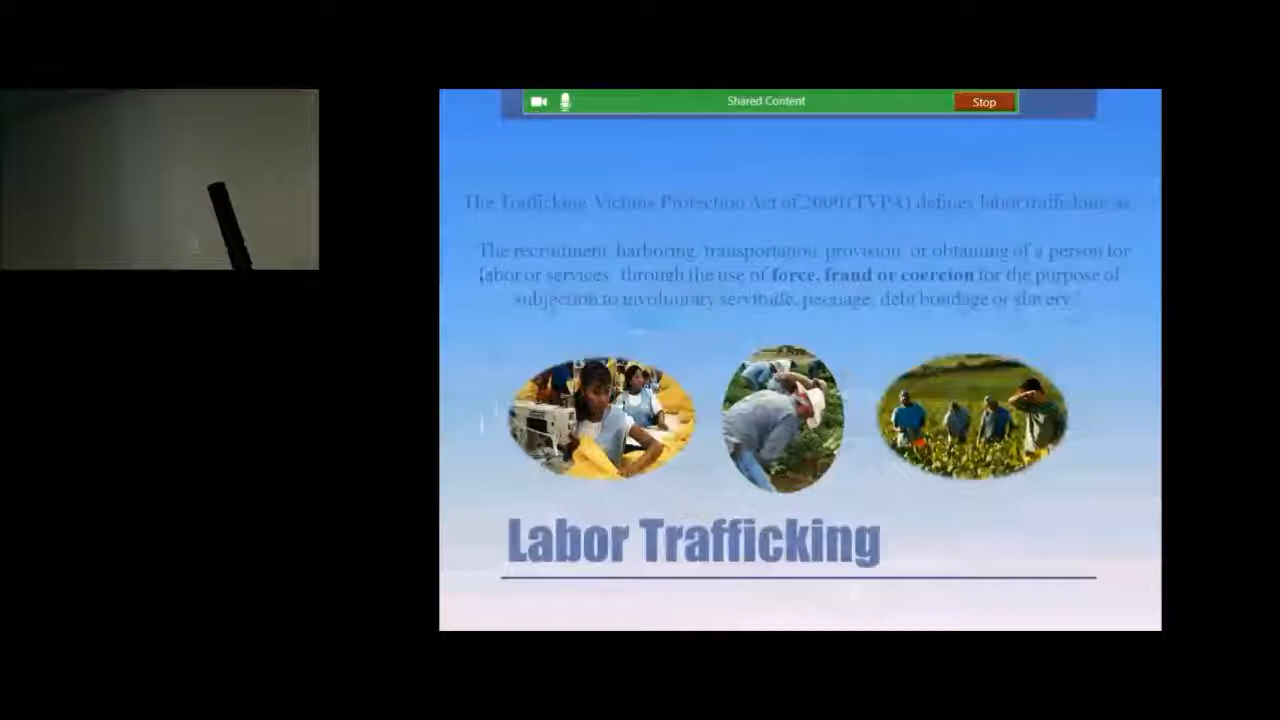 Shared Content
Stop
The Trafficking Victims Protection Act of 2000 (TVPA) defines labor trafficking as
"The recruitment, harboring, transportation, provision, or obtaining of a person for
labor or services, through the use of force, fraud or coercion for the purpose of
subjection to involuntary servitude, peonage, debt bondage or slavery."
Labor Trafficking